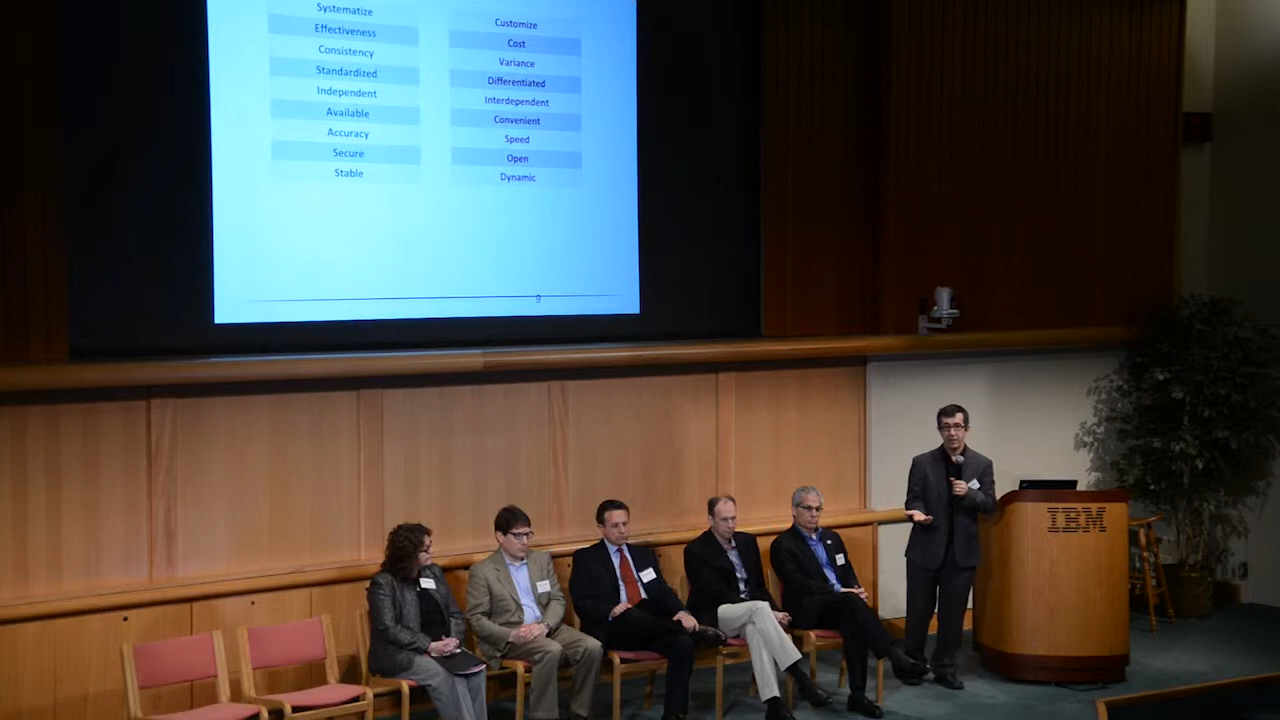 Systematize
Effectiveness
Consistency
Standardized
Independent
Available
Accuracy
Secure
Stable
Customize
Cost
Variance
Differentiated
Interdependent
Convenient
Speed
Open
Dynamic
9
IBM